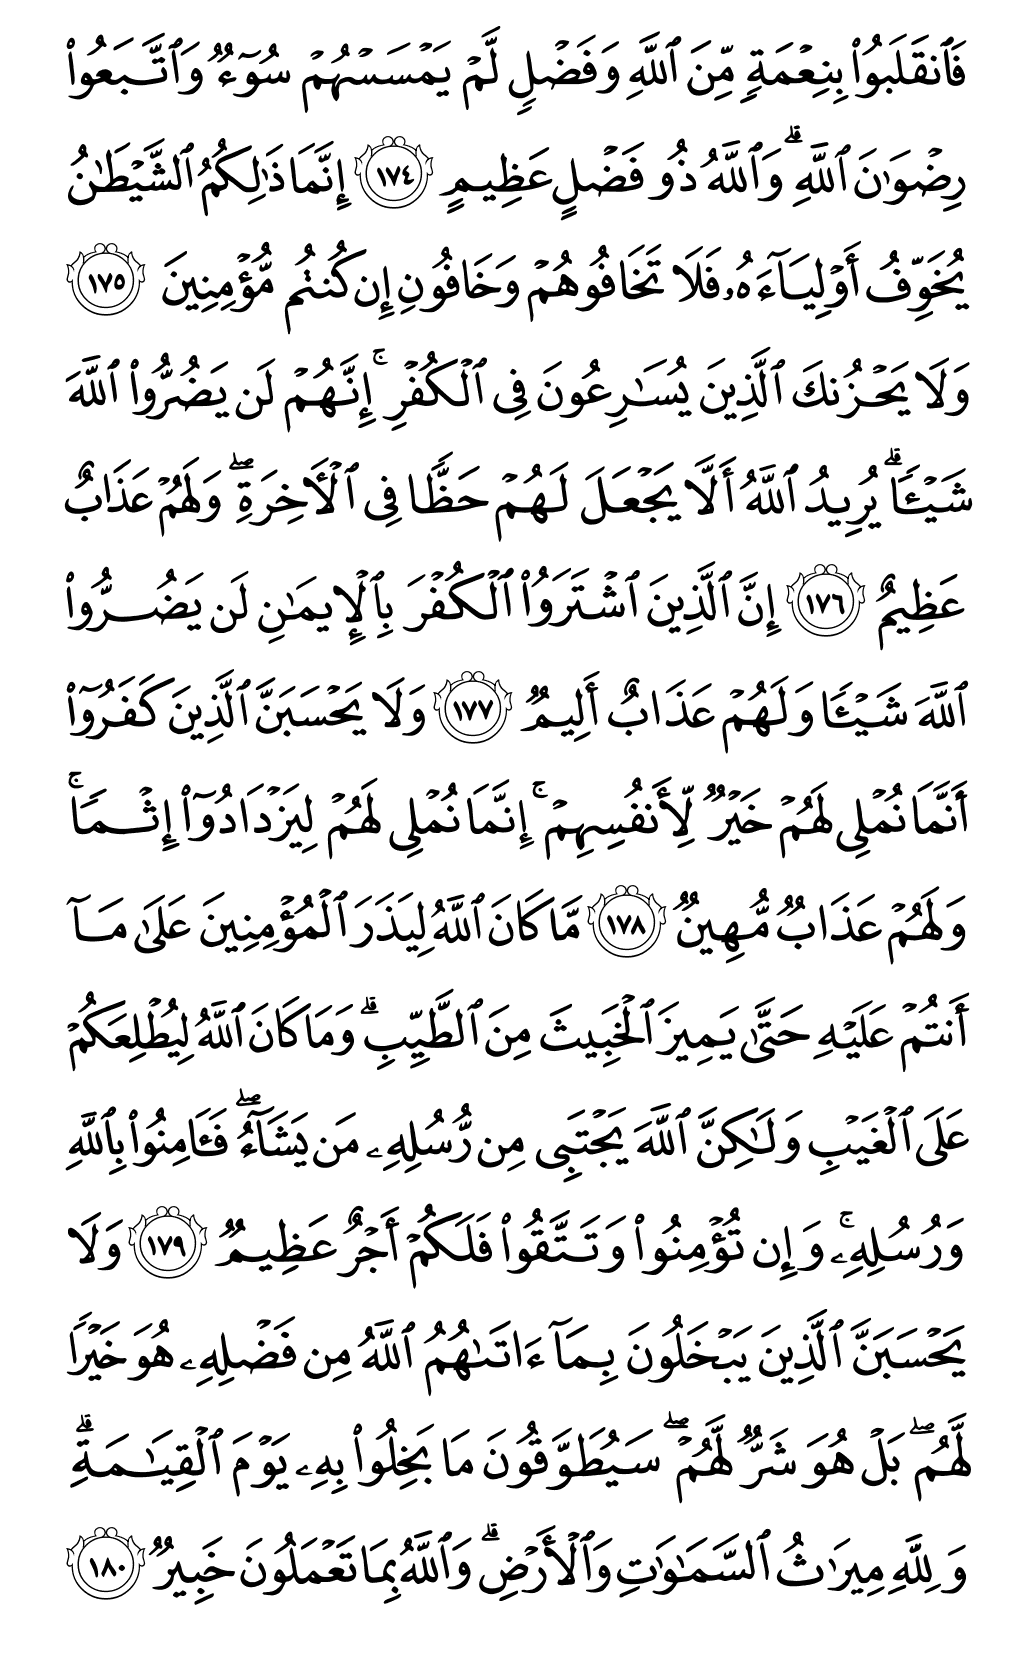 فَٱنقَلَبُوا۟ بِنِعْمَةٍ مِّنَ ٱللَّهِ وَفَضْلٍ لَّمْ يَمْسَسْهُمْ سُوٓءٌ وَٱتَّبَعُوا۟
رِضْوَٰنَ ٱللَّهِ ۗ وَٱللَّهُ ذُو فَضْلٍ عَظِيمٍ ١٧٤ إِنَّمَا ذَٰلِكُمُ ٱلشَّيْطَٰنُ
يُخَوِّفُ أَوْلِيَآءَهُۥ فَلَا تَخَافُوهُمْ وَخَافُونِ إِن كُنتُم مُّؤْمِنِينَ ١٧٥
وَلَا يَحْزُنكَ ٱلَّذِينَ يُسَٰرِعُونَ فِى ٱلْكُفْرِ ۚ إِنَّهُمْ لَن يَضُرُّوا۟ ٱللَّهَ
شَيْـًٔا ۗ يُرِيدُ ٱللَّهُ أَلَّا يَجْعَلَ لَهُمْ حَظًّا فِى ٱلْـَٔاخِرَةِ ۖ وَلَهُمْ عَذَابٌ
عَظِيمٌ ١٧٦ إِنَّ ٱلَّذِينَ ٱشْتَرَوُا۟ ٱلْكُفْرَ بِٱلْإِيمَٰنِ لَن يَضُرُّوا۟
ٱللَّهَ شَيْـًٔا وَلَهُمْ عَذَابٌ أَلِيمٌ ١٧٧ وَلَا يَحْسَبَنَّ ٱلَّذِينَ كَفَرُوٓا۟
أَنَّمَا نُمْلِى لَهُمْ خَيْرٌ لِّأَنفُسِهِمْ ۚ إِنَّمَا نُمْلِى لَهُمْ لِيَزْدَادُوٓا۟ إِثْمًا ۚ
وَلَهُمْ عَذَابٌ مُّهِينٌ ١٧٨ مَّا كَانَ ٱللَّهُ لِيَذَرَ ٱلْمُؤْمِنِينَ عَلَىٰ مَآ
أَنتُمْ عَلَيْهِ حَتَّىٰ يَمِيزَ ٱلْخَبِيثَ مِنَ ٱلطَّيِّبِ ۗ وَمَا كَانَ ٱللَّهُ لِيُطْلِعَكُمْ
عَلَى ٱلْغَيْبِ وَلَٰكِنَّ ٱللَّهَ يَجْتَبِى مِن رُّسُلِهِۦ مَن يَشَآءُ ۖ فَـَٔامِنُوا۟ بِٱللَّهِ
وَرُسُلِهِۦ ۚ وَإِن تُؤْمِنُوا۟ وَتَتَّقُوا۟ فَلَكُمْ أَجْرٌ عَظِيمٌ ١٧٩ وَلَا
يَحْسَبَنَّ ٱلَّذِينَ يَبْخَلُونَ بِمَآ ءَاتَىٰهُمُ ٱللَّهُ مِن فَضْلِهِۦ هُوَ خَيْرًا
لَّهُم ۖ بَلْ هُوَ شَرٌّ لَّهُمْ ۖ سَيُطَوَّقُونَ مَا بَخِلُوا۟ بِهِۦ يَوْمَ ٱلْقِيَٰمَةِ ۗ
وَلِلَّهِ مِيرَٰثُ ٱلسَّمَٰوَٰتِ وَٱلْأَرْضِ ۗ وَٱللَّهُ بِمَا تَعْمَلُونَ خَبِيرٌ ١٨٠